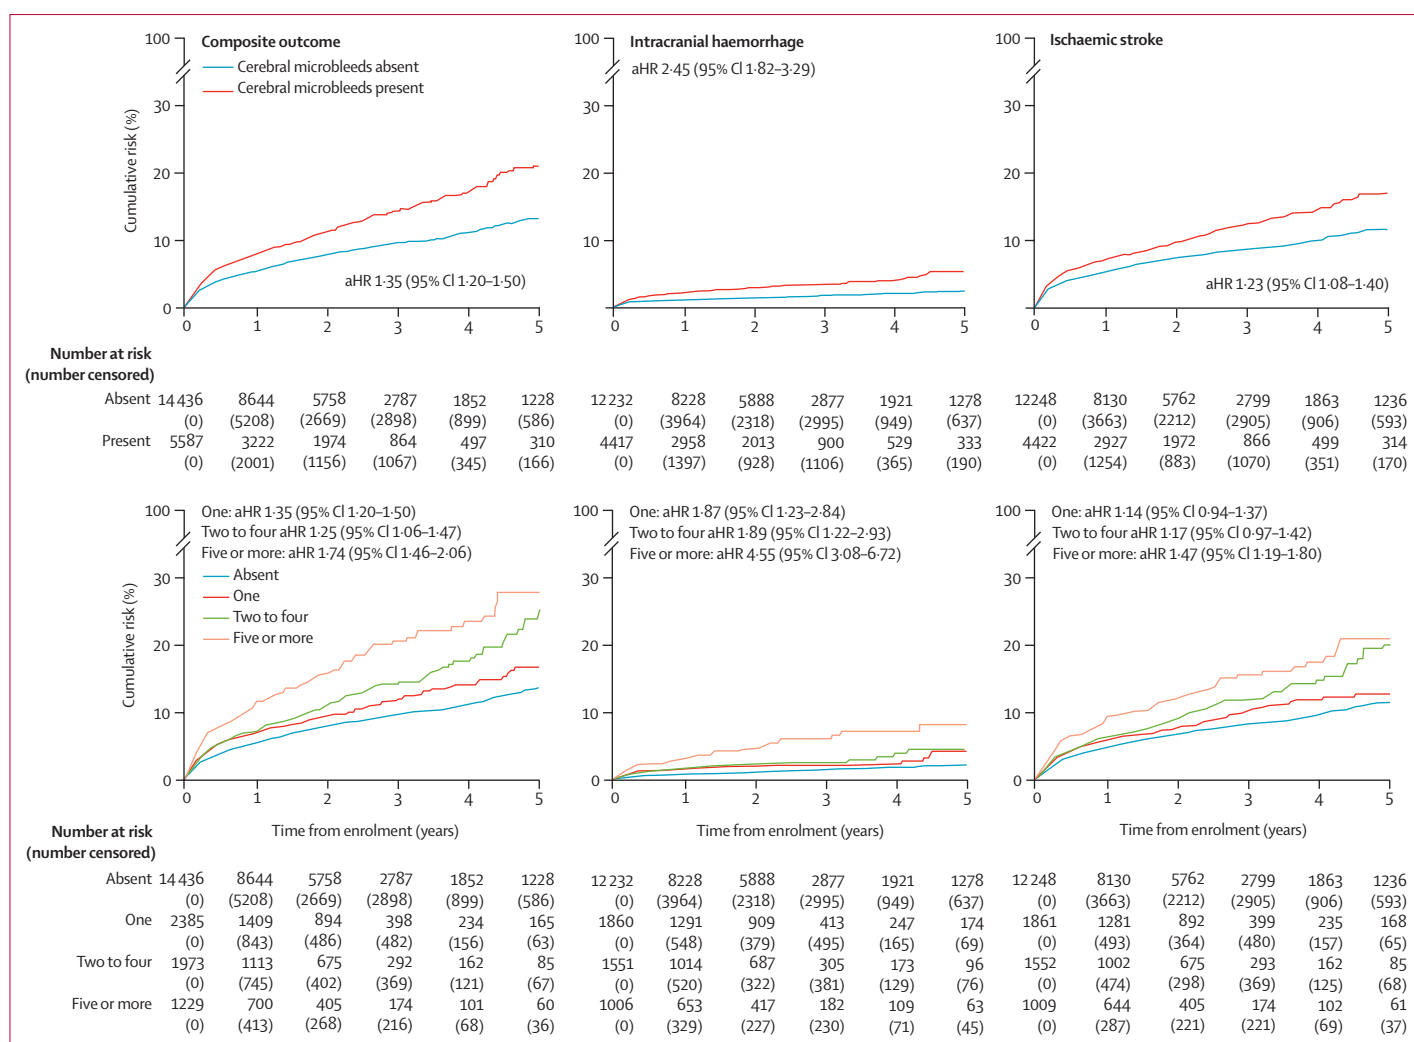 Composite outcome
Cerebral microbleeds absent
Cerebral microbleeds present
aHR 1·35 (95% CI 1·20–1·50)
Cumulative risk (%)
100
30
20
10
0
0 1 2 3 4 5
Intracranial haemorrhage
aHR 2·45 (95% CI 1·82–3·29)
100
30
20
10
0
0 1 2 3 4 5
Ischaemic stroke
aHR 1·23 (95% CI 1·08–1·40)
100
30
20
10
0
0 1 2 3 4 5
Number at risk
(number censored)
Absent 14 436 8644 5758 2787 1852 1228 12 232 8228 5888 2877 1921 1278 12 248 8130 5762 2799 1863 1236
(0) (5208) (2669) (2898) (899) (586) (0) (3964) (2318) (2995) (949) (637) (0) (3663) (2212) (2905) (906) (593)
Present 5587 3222 1974 864 497 310 4417 2958 2013 900 529 333 4422 2927 1972 866 499 314
(0) (2001) (1156) (1067) (345) (166) (0) (1397) (928) (1106) (365) (190) (0) (1254) (883) (1070) (351) (170)
One: aHR 1·35 (95% CI 1·20–1·50)
Two to four aHR 1·25 (95% CI 1·06–1·47)
Five or more: aHR 1·74 (95% CI 1·46–2·06)
Absent
One
Two to four
Five or more
Cumulative risk (%)
100
30
20
10
0
0 1 2 3 4 5
Time from enrolment (years)
One: aHR 1·87 (95% CI 1·23–2·84)
Two to four aHR 1·89 (95% CI 1·22–2·93)
Five or more: aHR 4·55 (95% CI 3·08–6·72)
100
30
20
10
0
0 1 2 3 4 5
Time from enrolment (years)
One: aHR 1·14 (95% CI 0·94–1·37)
Two to four aHR 1·17 (95% CI 0·97–1·42)
Five or more: aHR 1·47 (95% CI 1·19–1·80)
100
30
20
10
0
0 1 2 3 4 5
Time from enrolment (years)
Number at risk
(number censored)
Absent 14 436 8644 5758 2787 1852 1228 12 232 8228 5888 2877 1921 1278 12 248 8130 5762 2799 1863 1236
(0) (5208) (2669) (2898) (899) (586) (0) (3964) (2318) (2995) (949) (637) (0) (3663) (2212) (2905) (906) (593)
One 2385 1409 894 398 234 165 1860 1291 909 413 247 174 1861 1281 892 399 235 168
(0) (843) (486) (482) (156) (63) (0) (548) (379) (495) (165) (69) (0) (493) (364) (480) (157) (65)
Two to four 1973 1113 675 292 162 85 1551 1014 687 305 173 96 1552 1002 675 293 162 85
(0) (745) (402) (369) (121) (67) (0) (520) (322) (381) (129) (76) (0) (474) (298) (369) (125) (68)
Five or more 1229 700 405 174 101 60 1006 653 417 182 109 63 1009 644 405 174 102 61
(0) (413) (268) (216) (68) (36) (0) (329) (227) (230) (71) (45) (0) (287) (221) (221) (69) (37)